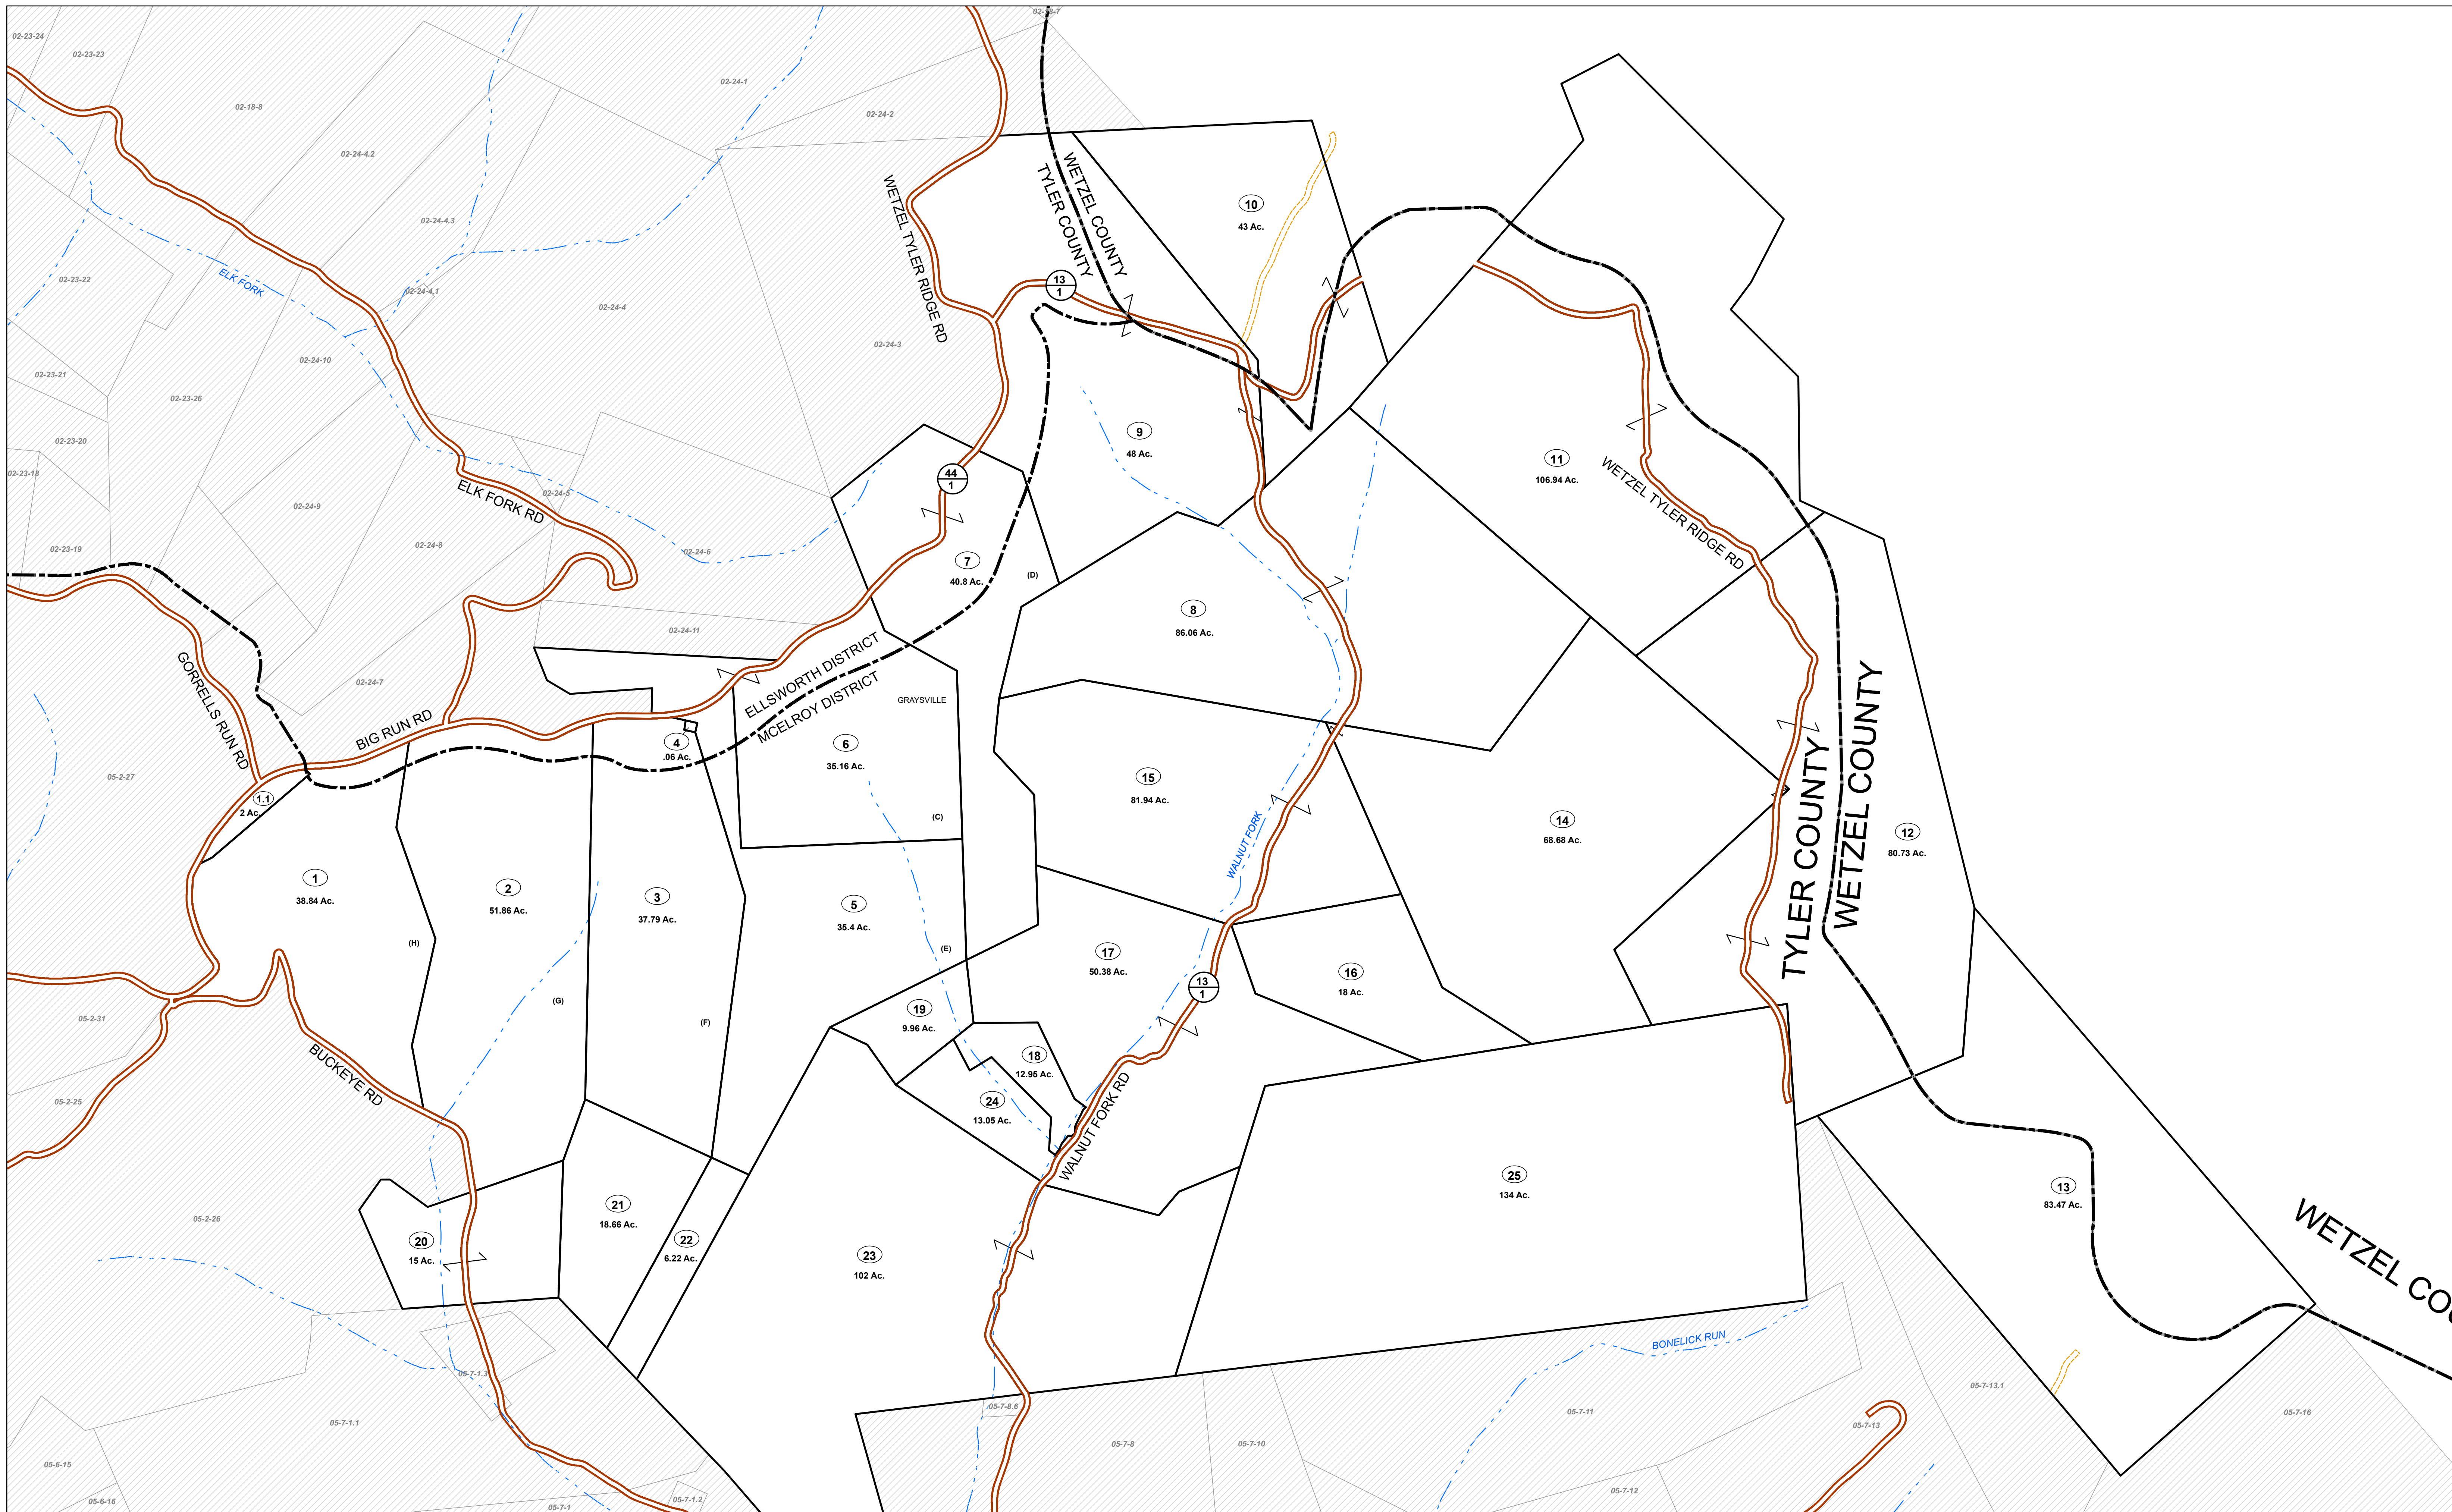 02-18-7
02-23-24
02-23-23
02-24-1
02-18-8
02-24-2
02-24-4.2
WETZEL COUNTY
TYLER COUNTY
10
43 Ac.
WETZEL TYLER RIDGE RD
02-24-4.3
02-23-22
ELK FORK
02-24-4.1
13
1
02-24-4
02-24-3
02-24-10
02-23-21
02-23-26
02-23-20
9
48 Ac.
11
106.94 Ac.
WETZEL TYLER RIDGE RD
02-23-18
44
1
ELK FORK RD
02-24-5
02-24-9
02-24-8
02-23-19
02-24-6
7
40.8 Ac.
(D)
8
86.06 Ac.
02-24-11
GORRELLS RUN RD
02-24-7
ELLSWORTH DISTRICT
MCELROY DISTRICT
GRAYSVILLE
BIG RUN RD
4
.06 Ac.
6
35.16 Ac.
TYLER COUNTY
WETZEL COUNTY
05-2-27
15
81.94 Ac.
1.1
2 Ac.
(C)
14
68.68 Ac.
12
80.73 Ac.
WALNUT FORK
1
38.84 Ac.
2
51.86 Ac.
3
37.79 Ac.
5
35.4 Ac.
(H)
(E)
17
50.38 Ac.
16
18 Ac.
13
1
(G)
(F)
05-2-31
19
9.96 Ac.
BUCKEYE RD
18
12.95 Ac.
05-2-25
24
13.05 Ac.
WALNUT FORK RD
25
134 Ac.
13
83.47 Ac.
05-2-26
21
18.66 Ac.
20
15 Ac.
22
6.22 Ac.
23
102 Ac.
WETZEL COU
BONELICK RUN
05-7-1.3
05-7-13.1
05-7-8.6
05-7-11
05-7-16
05-7-1.1
05-7-13
05-7-8
05-7-10
05-6-15
05-7-12
05-6-16
05-7-1.2
05-7-1